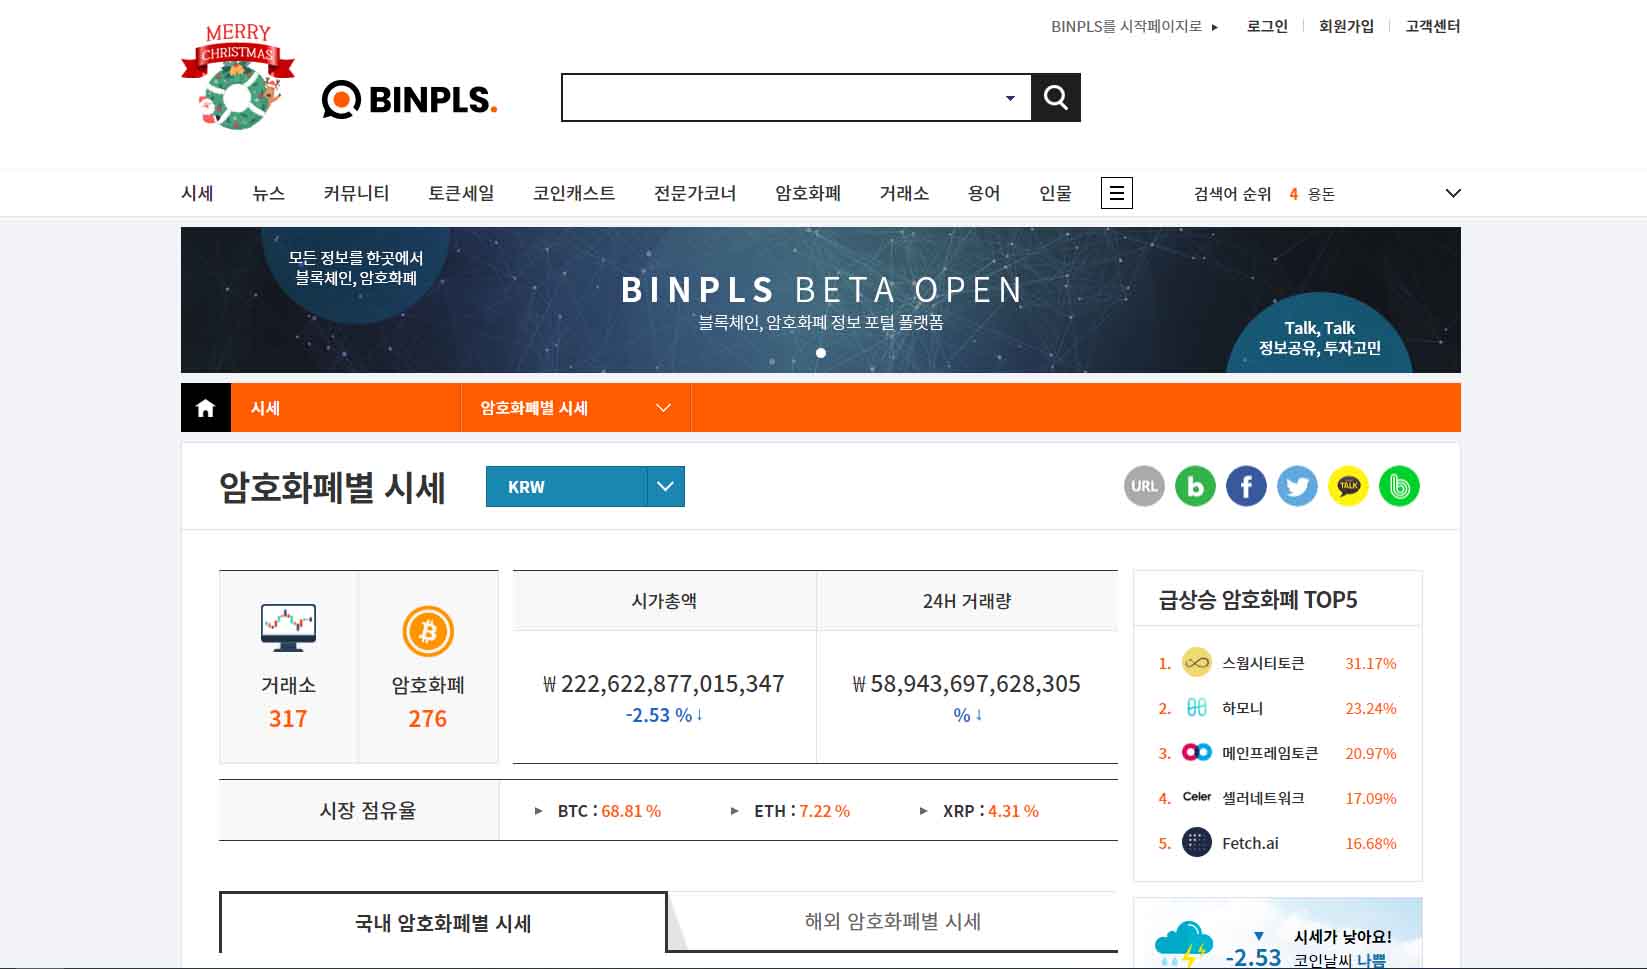 MERRY
CHRISTMAS
BINPLS.
BINPLS를 시작페이지로 ▸
로그인
회원가입
고객센터
시세
뉴스
커뮤니티
토큰세일
코인캐스트
전문가코너
암호화폐
거래소
용어
인물
검색어 순위 4 용돈
모든 정보를 한곳에서
블록체인, 암호화폐
BINPLS BETA OPEN
블록체인, 암호화폐 정보 포털 플랫폼
Talk, Talk
정보공유, 투자고민
시세
암호화폐별 시세
암호화폐별 시세
KRW
URL
b
f
TALK
b
거래소
317
암호화폐
276
시가총액
₩ 222,622,877,015,347
-2.53 % ↓
24H 거래량
₩ 58,943,697,628,305
% ↓
시장 점유율
▸ BTC : 68.81 %
▸ ETH : 7.22 %
▸ XRP : 4.31 %
국내 암호화폐별 시세
해외 암호화폐별 시세
급상승 암호화폐 TOP5
1. 스웜시티토큰 31.17%
2. 하모니 23.24%
3. 메인프레임토큰 20.97%
4. Celer 셀러네트워크 17.09%
5. Fetch.ai 16.68%
▼
-2.53
시세가 낮아요!
코인날씨 나쁨